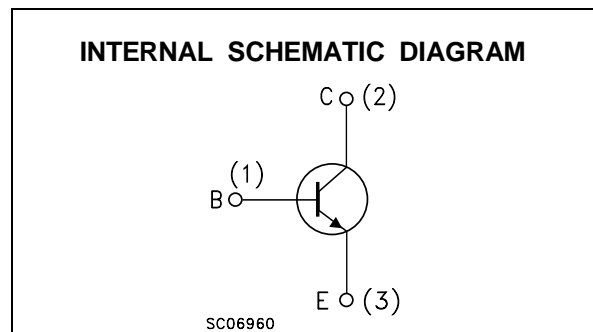 INTERNAL SCHEMATIC DIAGRAM
C (2)
(1)
B
E (3)
SC06960